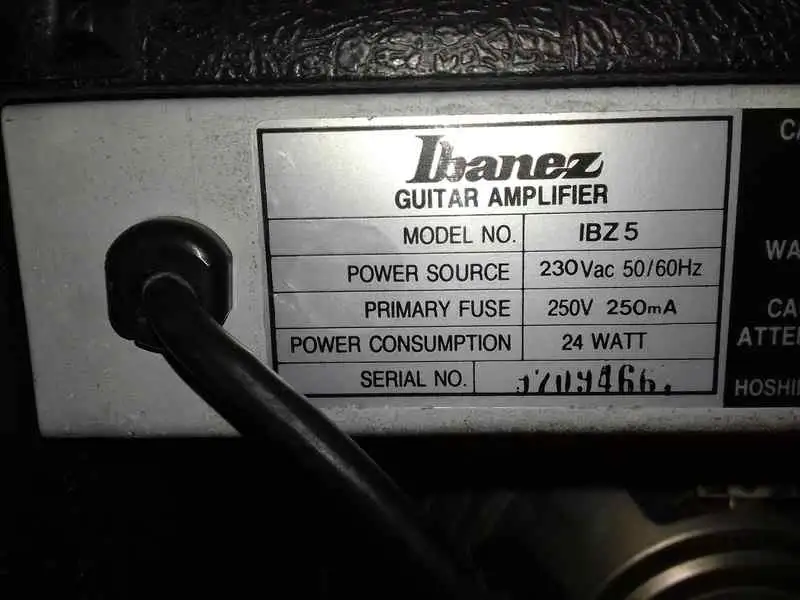 Ibanez
GUITAR AMPLIFIER
MODEL NO. IBZ5
POWER SOURCE 230Vac 50/60Hz
PRIMARY FUSE 250V 250mA
POWER CONSUMPTION 24 WATT
SERIAL NO.